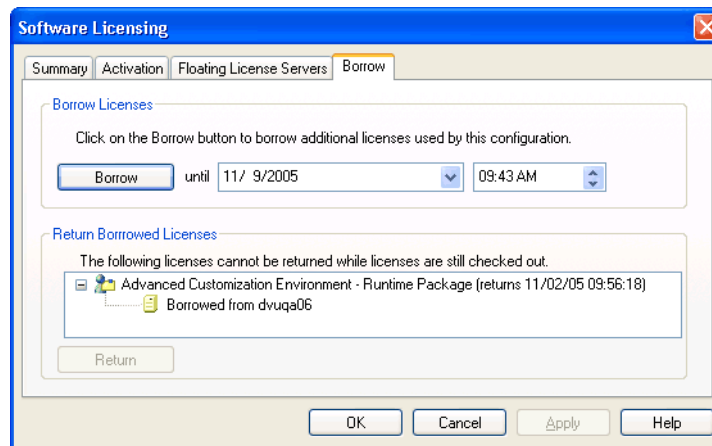 Software Licensing
Summary Activation Floating License Servers Borrow
Borrow Licenses
Click on the Borrow button to borrow additional licenses used by this configuration.
Borrow until 11/ 9/2005 09:43 AM
Return Borrrowed Licenses
The following licenses cannot be returned while licenses are still checked out.
Advanced Customization Environment - Runtime Package (returns 11/02/05 09:56:18)
Borrowed from dvuqa06
Return
OK Cancel Apply Help